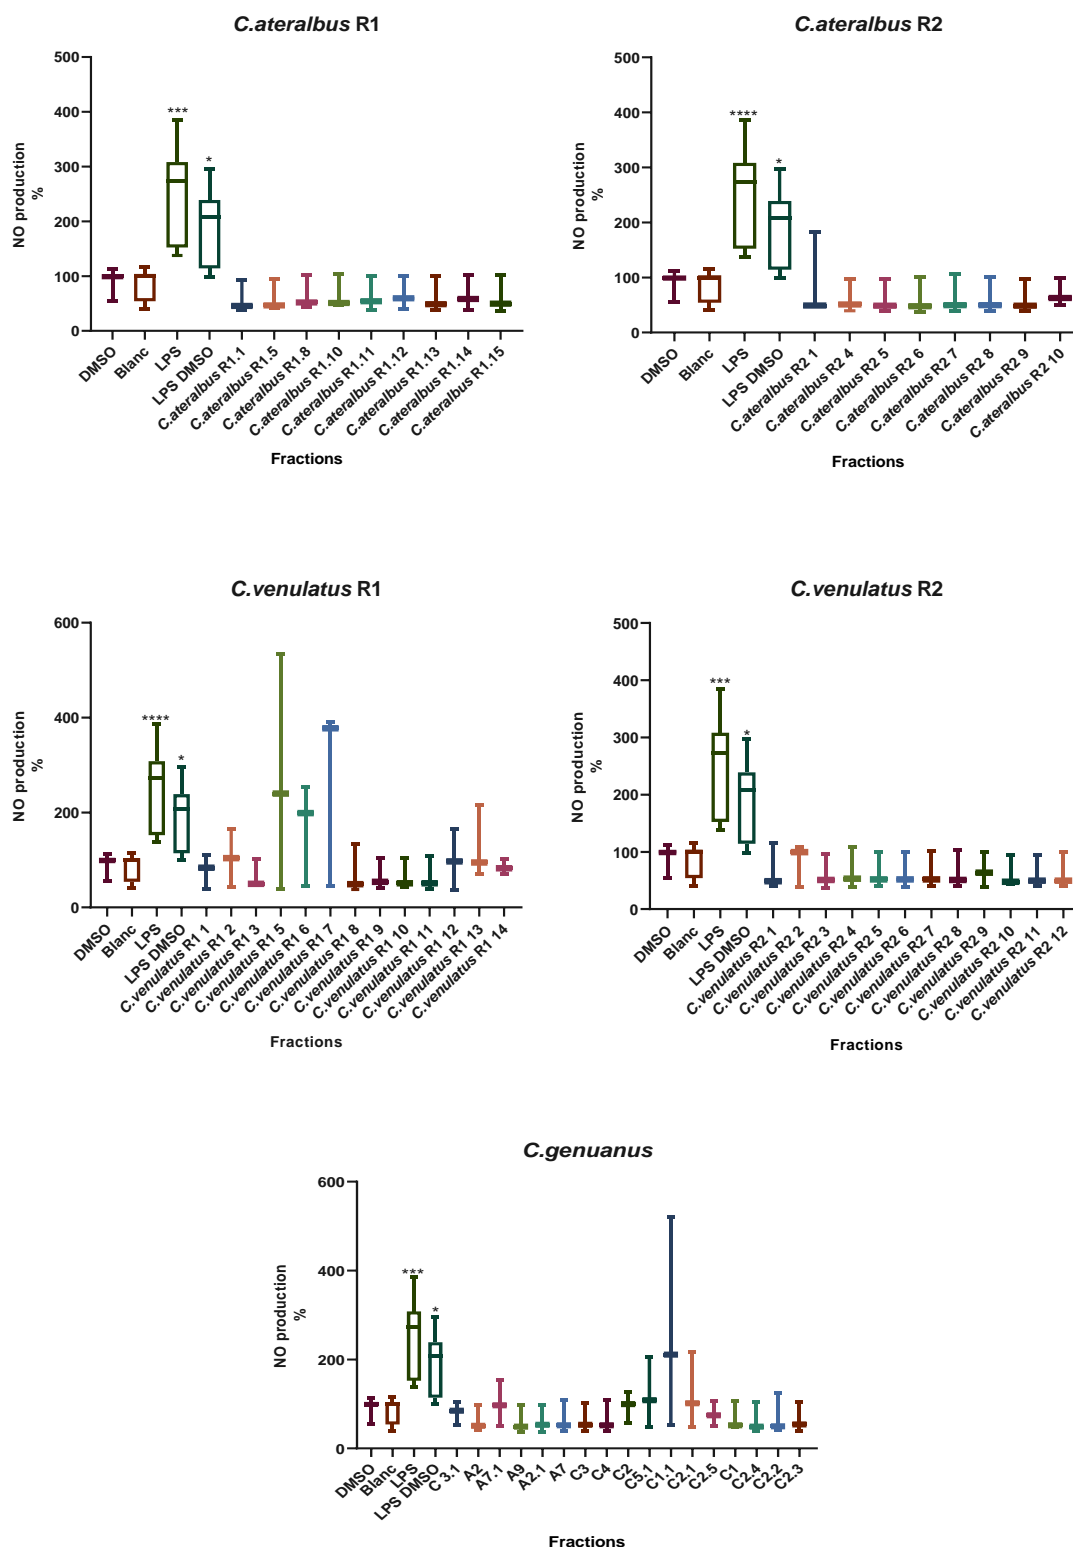 C.ateralbus R1
NO production
%
500
400
300
200
100
0
***
*
DMSO
Blanc
LPS
LPS DMSO
C.ateralbus R1.1
C.ateralbus R1.5
C.ateralbus R1.8
C.ateralbus R1.10
C.ateralbus R1.11
C.ateralbus R1.12
C.ateralbus R1.13
C.ateralbus R1.14
C.ateralbus R1.15
Fractions
C.ateralbus R2
NO production
%
500
400
300
200
100
0
****
*
DMSO
Blanc
LPS
LPS DMSO
C.ateralbus R2 1
C.ateralbus R2 4
C.ateralbus R2 5
C.ateralbus R2 6
C.ateralbus R2 7
C.ateralbus R2 8
C.ateralbus R2 9
C.ateralbus R2 10
Fractions
C.venulatus R1
NO production
%
600
400
200
0
****
*
DMSO
Blanc
LPS
LPS DMSO
C.venulatus R1 1
C.venulatus R1 2
C.venulatus R1 3
C.venulatus R1 5
C.venulatus R1 6
C.venulatus R1 7
C.venulatus R1 8
C.venulatus R1 9
C.venulatus R1 10
C.venulatus R1 11
C.venulatus R1 12
C.venulatus R1 13
C.venulatus R1 14
Fractions
C.venulatus R2
NO production
%
500
400
300
200
100
0
***
*
DMSO
Blanc
LPS
LPS DMSO
C.venulatus R2 1
C.venulatus R2 2
C.venulatus R2 3
C.venulatus R2 4
C.venulatus R2 5
C.venulatus R2 6
C.venulatus R2 7
C.venulatus R2 8
C.venulatus R2 9
C.venulatus R2 10
C.venulatus R2 11
C.venulatus R2 12
Fractions
C.genuanus
NO production
%
600
400
200
0
***
*
DMSO
Blanc
LPS
LPS DMSO
C 3.1
A2
A7.1
A9
A2.1
A7
C3
C4
C2
C5.1
C1.1
C2.1
C2.5
C1
C2.4
C2.2
C2.3
Fractions